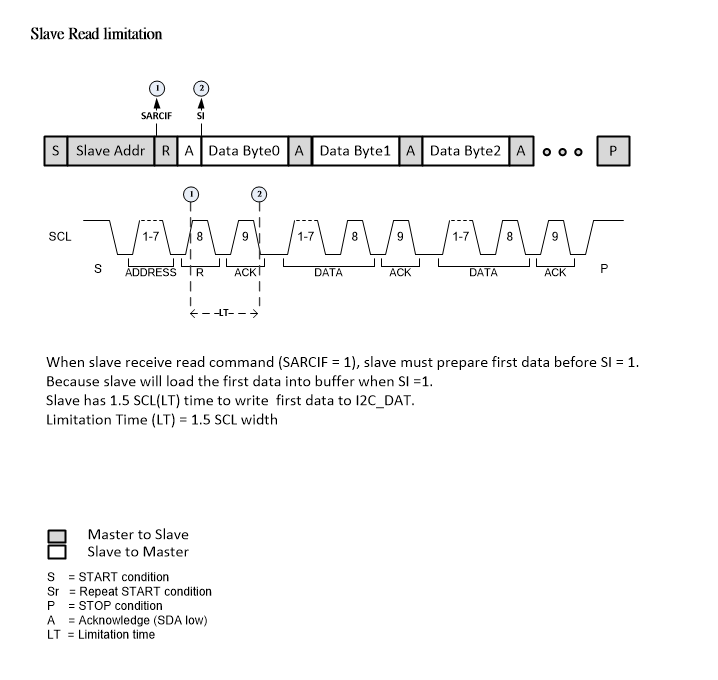 Slave Read limitation
1 2
SARCIF SI
S Slave Addr R A Data Byte0 A Data Byte1 A Data Byte2 A P
1 2
SCL 1-7 8 9 1-7 8 9 1-7 8 9
S ADDRESS R ACK DATA ACK DATA ACK P
LT
When slave receive read command (SARCIF = 1), slave must prepare first data before SI = 1.
Because slave will load the first data into buffer when SI =1.
Slave has 1.5 SCL(LT) time to write first data to I2C_DAT.
Limitation Time (LT) = 1.5 SCL width
Master to Slave
Slave to Master
S = START condition
Sr = Repeat START condition
P = STOP condition
A = Acknowledge (SDA low)
LT = Limitation time